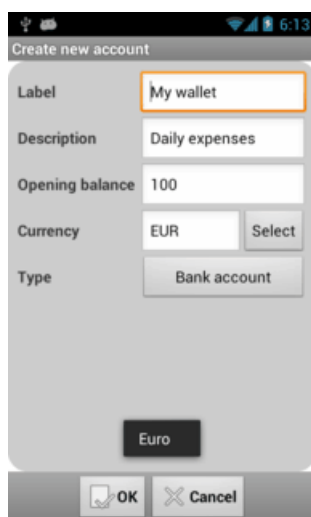 6:13
Create new account
Label My wallet
Description Daily expenses
Opening balance 100
Currency EUR Select
Type Bank account
Euro
OK Cancel